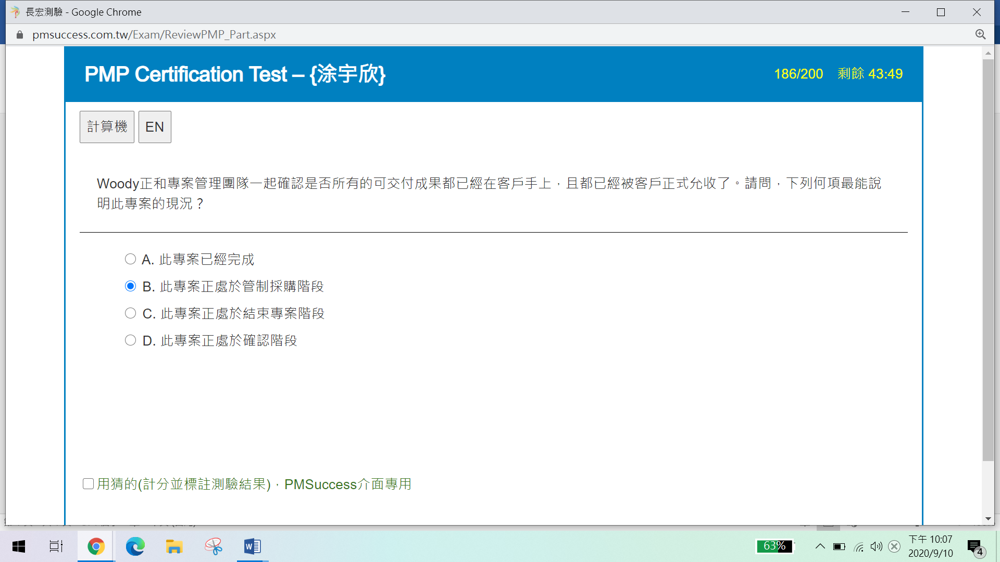 長宏測驗 - Google Chrome
pmsuccess.com.tw/Exam/ReviewPMP_Part.aspx
PMP Certification Test – {涂宇欣}
186/200 剩餘 43:49
計算機 EN
Woody正和專案管理團隊一起確認是否所有的可交付成果都已經在客戶手上，且都已經被客戶正式允收了。請問，下列何項最能說
明此專案的現況？
A. 此專案已經完成
B. 此專案正處於管制採購階段
C. 此專案正處於結束專案階段
D. 此專案正處於確認階段
用猜的(計分並標註測驗結果)，PMSuccess介面專用
63%
下午 10:07
2020/9/10
4